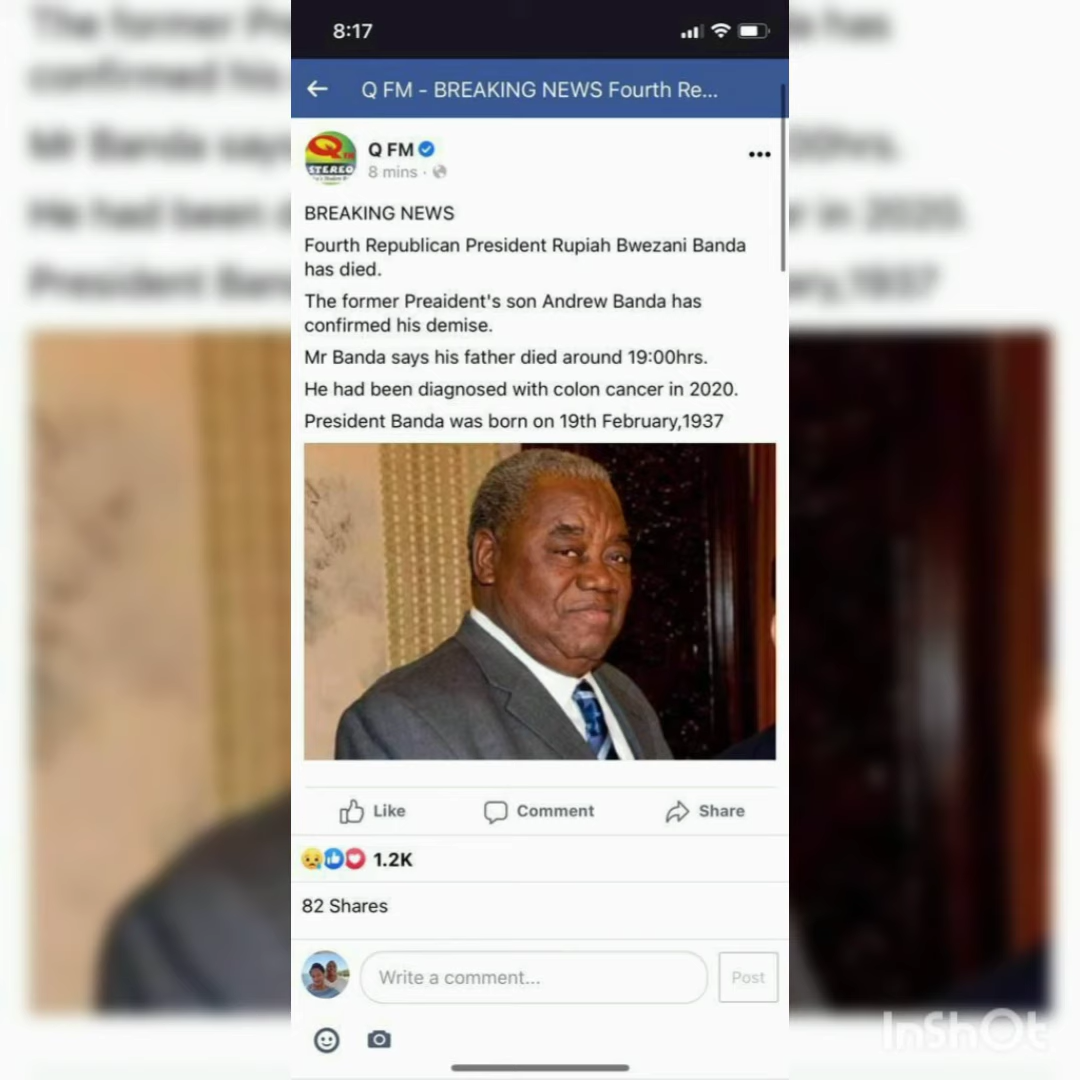 8:17
Q FM - BREAKING NEWS Fourth Re...
Q FM
STEREO
8 mins ·
BREAKING NEWS
Fourth Republican President Rupiah Bwezani Banda
has died.
The former Preaident's son Andrew Banda has
confirmed his demise.
Mr Banda says his father died around 19:00hrs.
He had been diagnosed with colon cancer in 2020.
President Banda was born on 19th February,1937
Like
Comment
Share
1.2K
82 Shares
Write a comment...
Post
InShOt